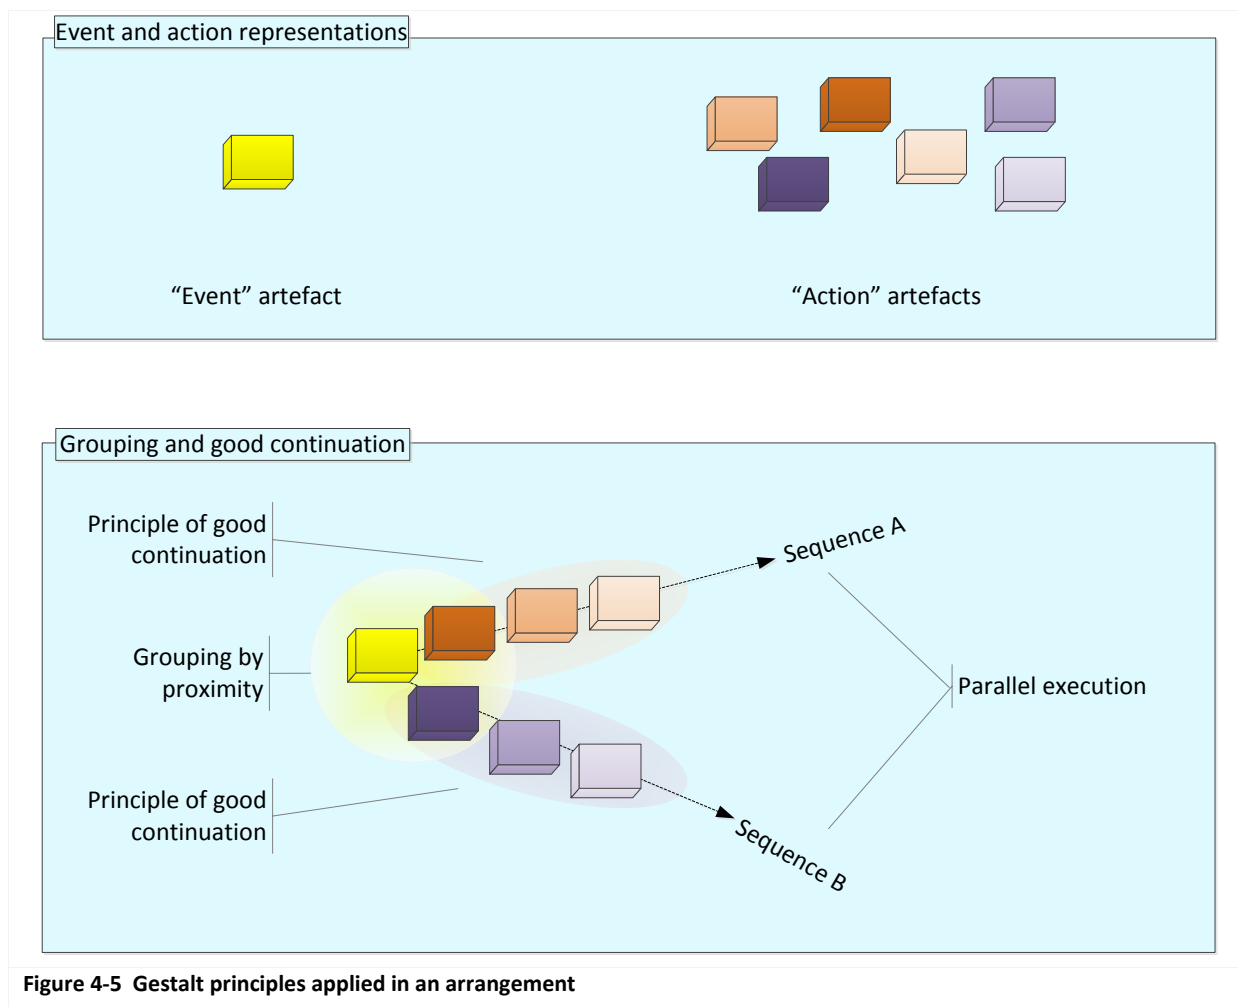 Event and action representations
“Event” artefact
“Action” artefacts
Grouping and good continuation
Principle of good
continuation
Sequence A
Grouping by
proximity
Parallel execution
Principle of good
continuation
Sequence B
Figure 4-5 Gestalt principles applied in an arrangement